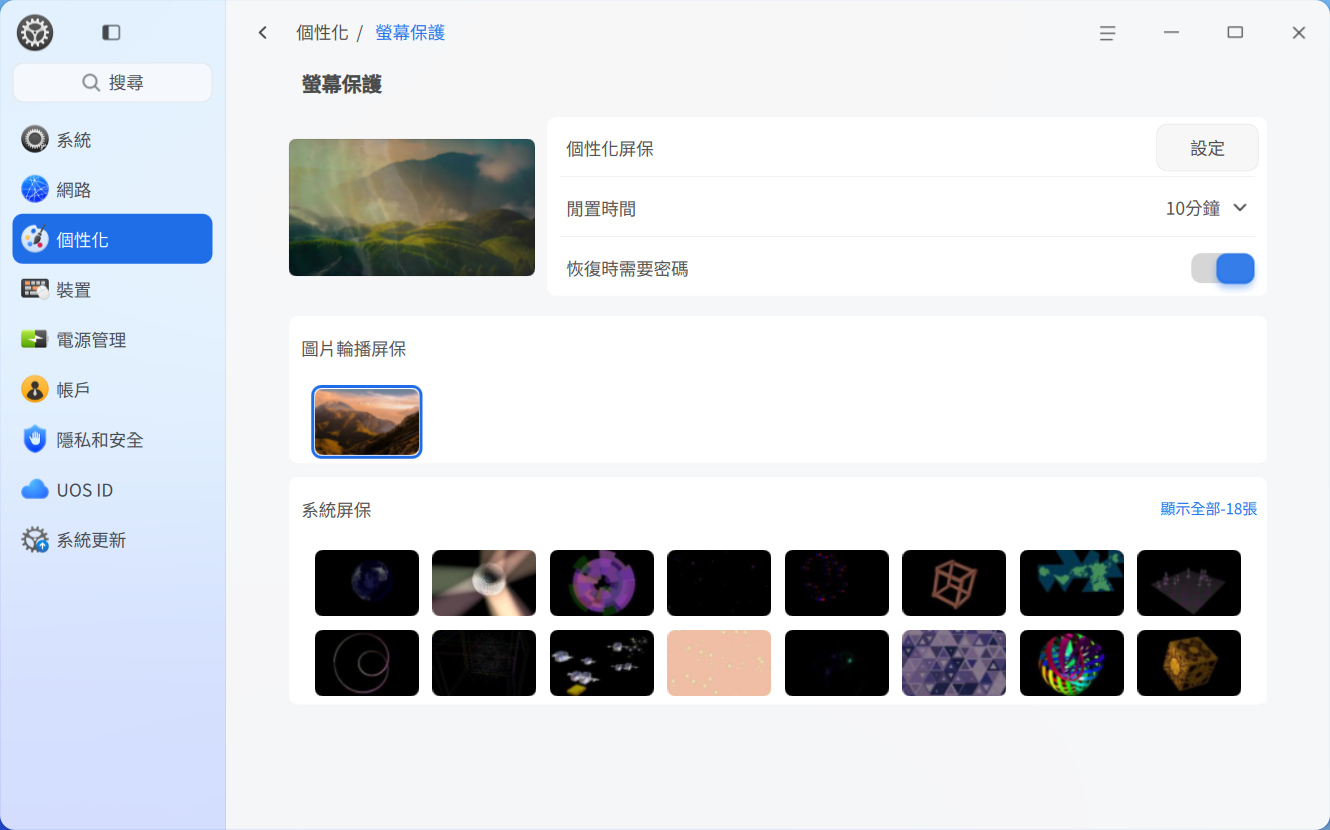 個性化 / 螢幕保護
搜尋
螢幕保護
系統
網路
個性化
裝置
電源管理
帳戶
隱私和安全
UOS ID
系統更新
個性化屏保
設定
閒置時間
10分鐘
恢復時需要密碼
圖片輪播屏保
系統屏保
顯示全部-18張